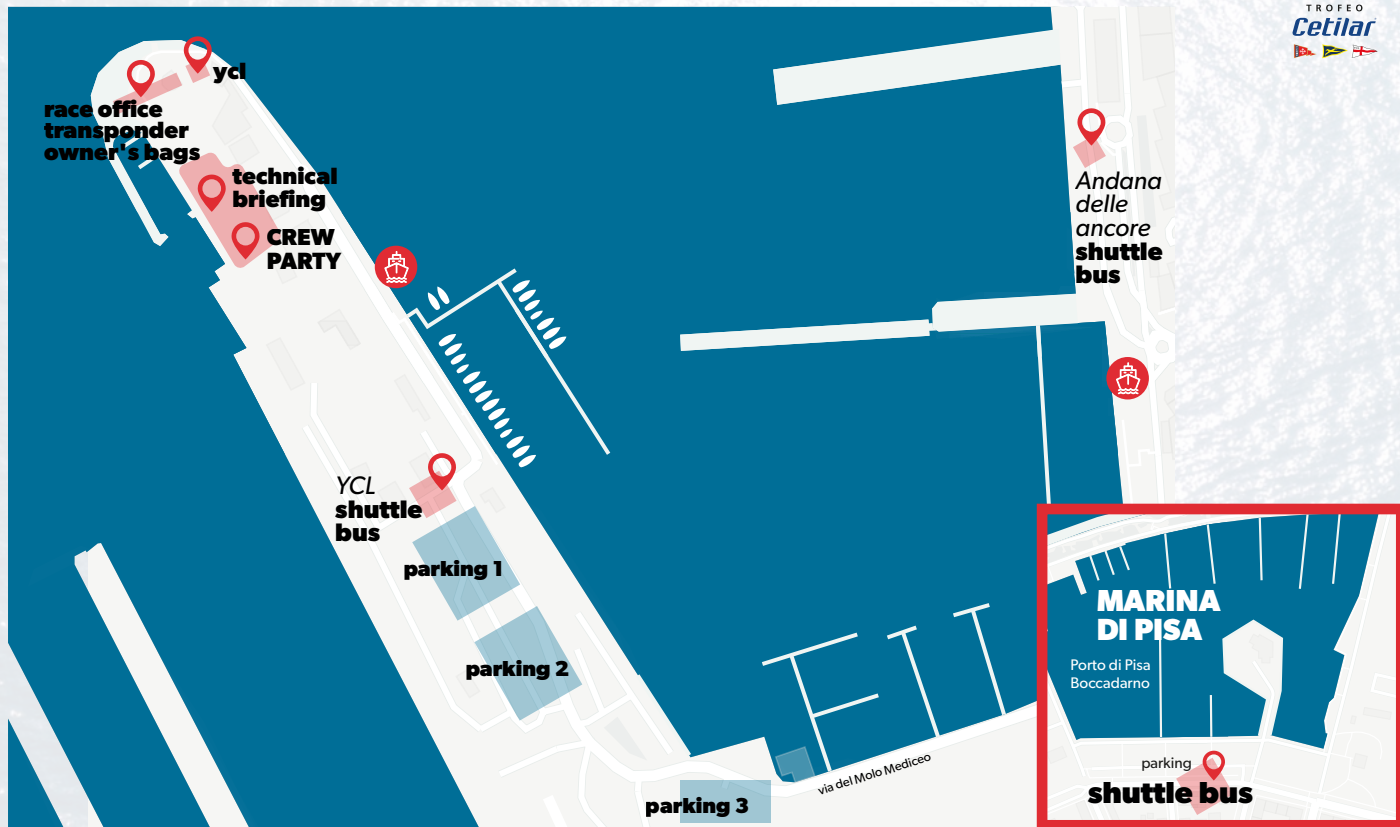 TROFEO
Cetilar
ycl
race office
transponder
owner's bags
technical
briefing
CREW
PARTY
Andana
delle
ancore
shuttle
bus
YCL
shuttle
bus
parking 1
parking 2
parking 3
via del Molo Mediceo
MARINA
DI PISA
Porto di Pisa
Boccadarno
parking
shuttle bus